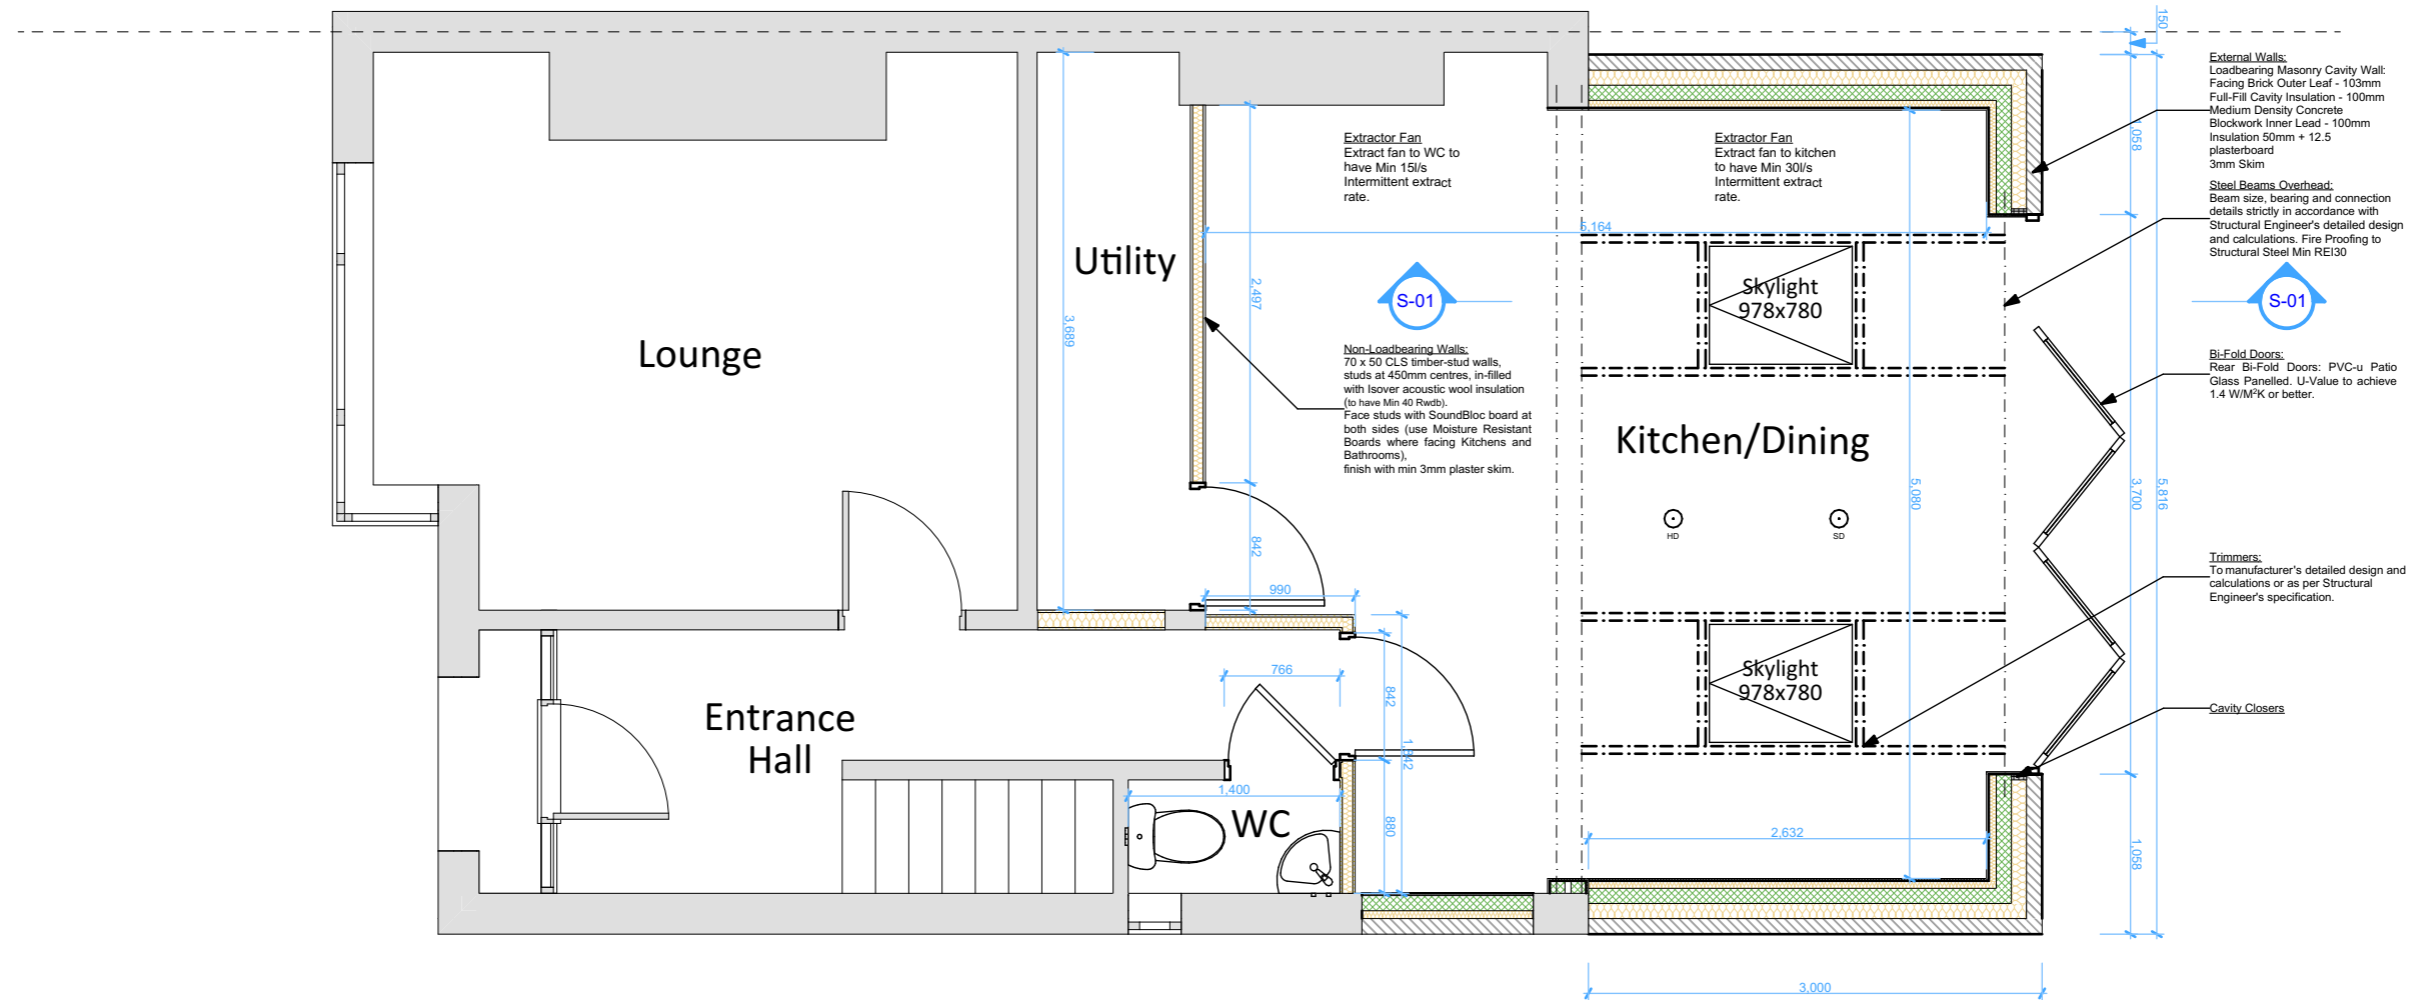 150
External Walls:
Loadbearing Masonry Cavity Wall:
Facing Brick Outer Leaf - 103mm
Full-Fill Cavity Insulation - 100mm
Medium Density Concrete
Blockwork Inner Lead - 100mm
Insulation 50mm + 12.5
plasterboard
3mm Skim
1,058
Extractor Fan
Extract fan to WC to
have Min 15l/s
Intermittent extract
rate.
Extractor Fan
Extract fan to kitchen
to have Min 30l/s
Intermittent extract
rate.
Steel Beams Overhead:
Beam size, bearing and connection
details strictly in accordance with
Structural Engineer's detailed design
and calculations. Fire Proofing to
Structural Steel Min REI30
5,164
Utility
2,497
S-01
Skylight
978x780
S-01
3,689
Lounge
Non-Loadbearing Walls:
70 x 50 CLS timber-stud walls,
studs at 450mm centres, in-filled
with Isover acoustic wool insulation
(to have Min 40 Rwdb).
Face studs with SoundBloc board at
both sides (use Moisture Resistant
Boards where facing Kitchens and
Bathrooms),
finish with min 3mm plaster skim.
Bi-Fold Doors:
Rear Bi-Fold Doors: PVC-u Patio
Glass Panelled. U-Value to achieve
1.4 W/M²K or better.
Kitchen/Dining
5,080
3,700
5,816
HD
SD
842
990
Trimmers:
To manufacturer's detailed design and
calculations or as per Structural
Engineer's specification.
766
842
Skylight
978x780
Entrance
Hall
1,842
Cavity Closers
1,400
WC
880
2,632
1,058
3,000